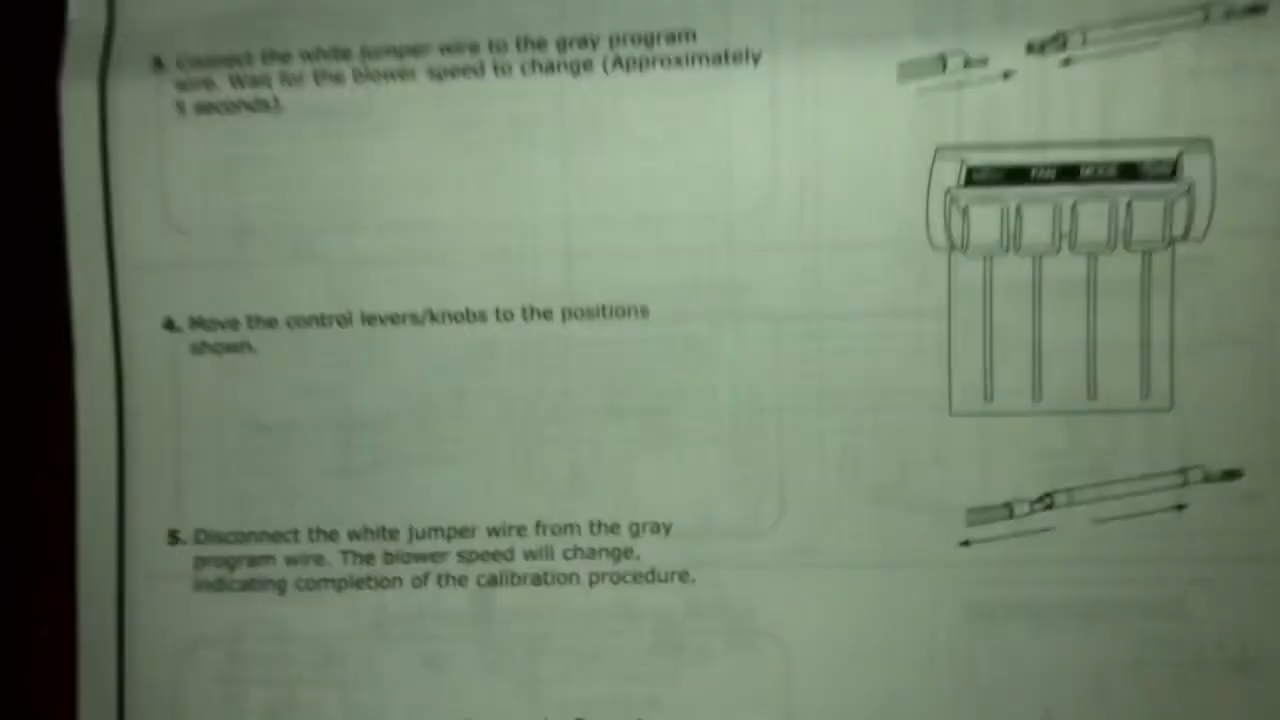 3. Connect the white jumper wire to the gray program
wire. Wait for the blower speed to change (Approximately
5 seconds).
FAN MODE
4. Move the control levers/knobs to the positions
shown.
5. Disconnect the white jumper wire from the gray
program wire. The blower speed will change,
indicating completion of the calibration procedure.